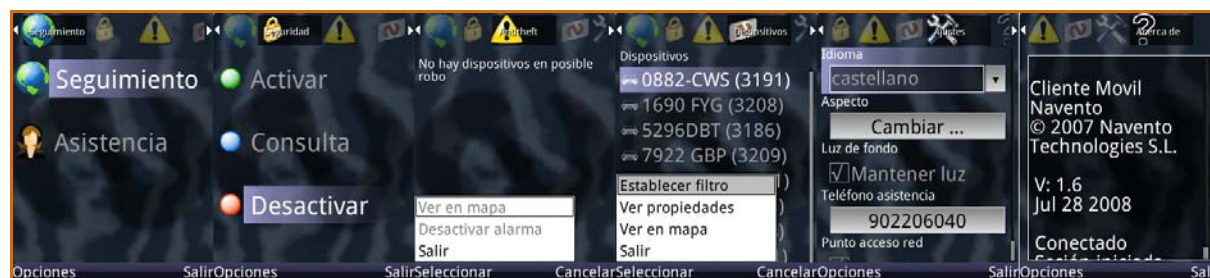 Seguimiento
Seguimiento
Asistencia
Opciones Salir
Activar
Consulta
Desactivar
Opciones Salir
Antitheft
No hay dispositivos en posible
robo
Ver en mapa
Desactivar alarma
Salir
Seleccionar Cancelar
Dispositivos
Dispositivos
0882-CWS (3191)
1690 FYG (3208)
5296DBT (3186)
7922 GBP (3209)
Establecer filtro
Ver propiedades
Ver en mapa
Salir
Seleccionar Cancelar
Ajustes
Idioma
castellano
Aspecto
Cambiar ...
Luz de fondo
Mantener luz
Teléfono asistencia
902206040
Punto acceso red
Opciones Salir
Acerca de
Cliente Movil
Navento
© 2007 Navento
Technologies S.L.
V: 1.6
Jul 28 2008
Conectado
Opciones